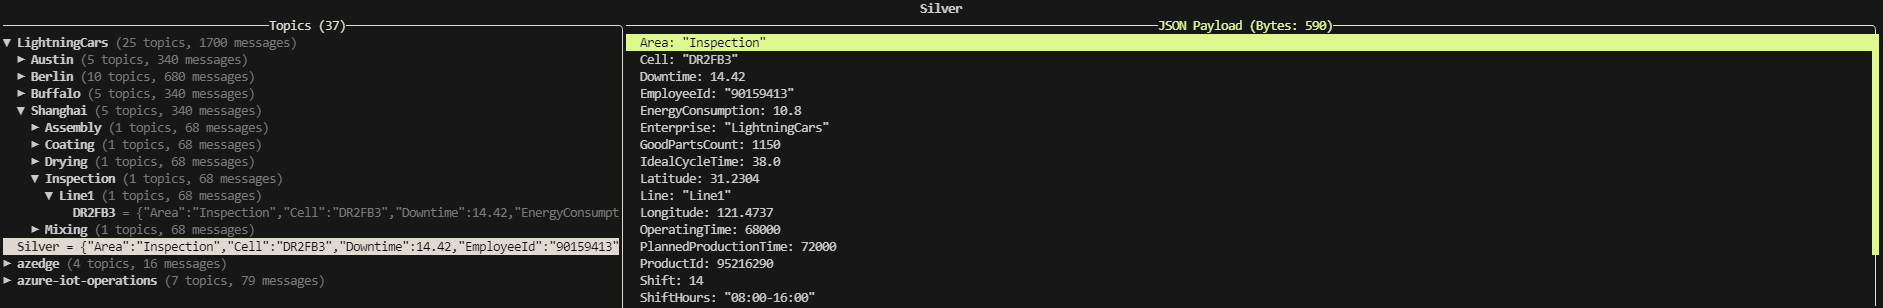 Silver
Topics (37)
▼ LightningCars (25 topics, 1700 messages)
► Austin (5 topics, 340 messages)
► Berlin (10 topics, 680 messages)
► Buffalo (5 topics, 340 messages)
▼ Shanghai (5 topics, 340 messages)
► Assembly (1 topics, 68 messages)
► Coating (1 topics, 68 messages)
► Drying (1 topics, 68 messages)
▼ Inspection (1 topics, 68 messages)
▼ Line1 (1 topics, 68 messages)
DR2FB3 = {"Area":"Inspection","Cell":"DR2FB3","Downtime":14.42,"EnergyConsumpt
► Mixing (1 topics, 68 messages)
Silver = {"Area":"Inspection","Cell":"DR2FB3","Downtime":14.42,"EmployeeId":"90159413"
► azedge (4 topics, 16 messages)
► azure-iot-operations (7 topics, 79 messages)
JSON Payload (Bytes: 590)
Area: "Inspection"
Cell: "DR2FB3"
Downtime: 14.42
EmployeeId: "90159413"
EnergyConsumption: 10.8
Enterprise: "LightningCars"
GoodPartsCount: 1150
IdealCycleTime: 38.0
Latitude: 31.2304
Line: "Line1"
Longitude: 121.4737
OperatingTime: 68000
PlannedProductionTime: 72000
ProductId: 95216290
Shift: 14
ShiftHours: "08:00-16:00"